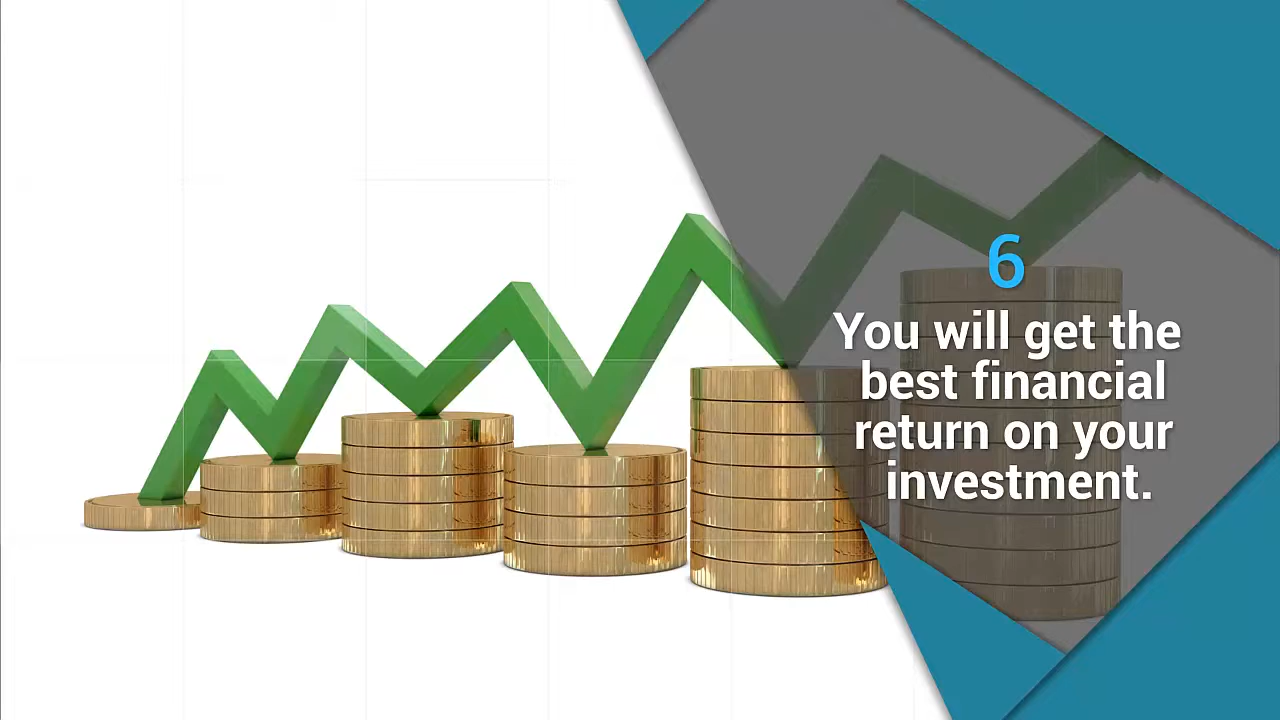 6
You will get the
best financial
return on your
investment.